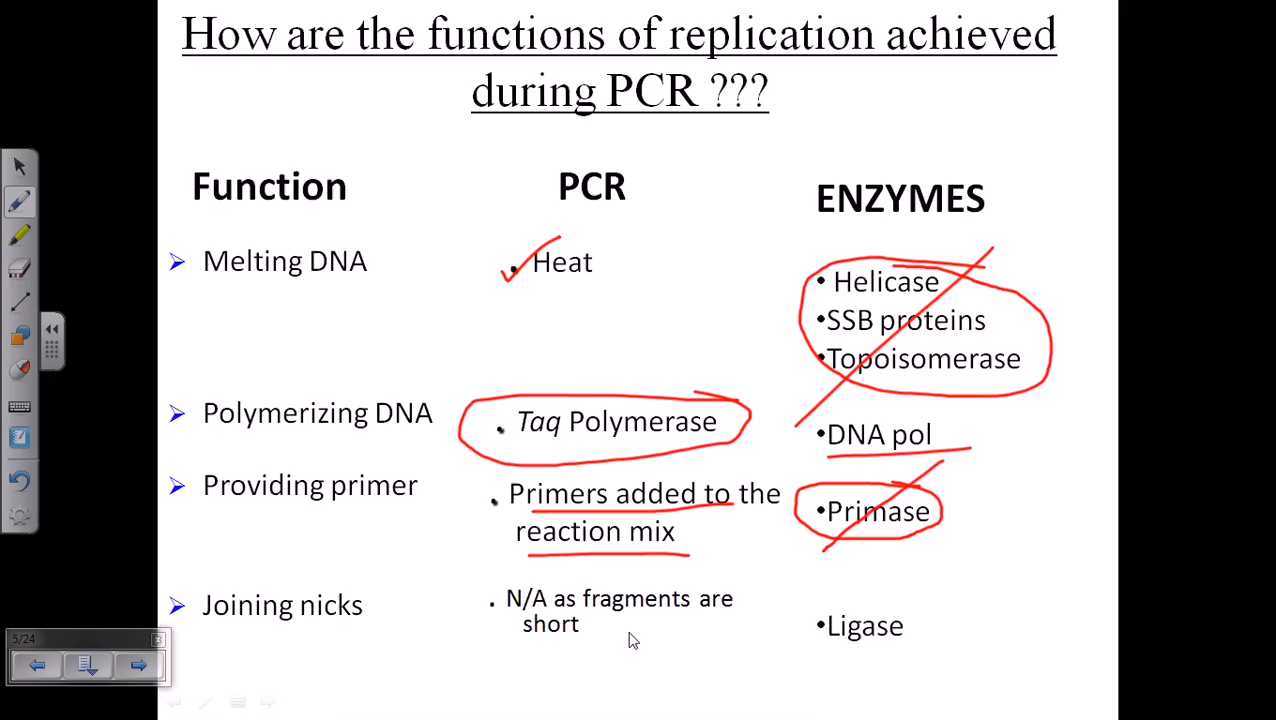 How are the functions of replication achieved
during PCR ???
Function
PCR
ENZYMES
Melting DNA
• Heat
• Helicase
•SSB proteins
•Topoisomerase
Polymerizing DNA
• Taq Polymerase
•DNA pol
Providing primer
• Primers added to the
reaction mix
•Primase
Joining nicks
• N/A as fragments are
short
•Ligase
5/24